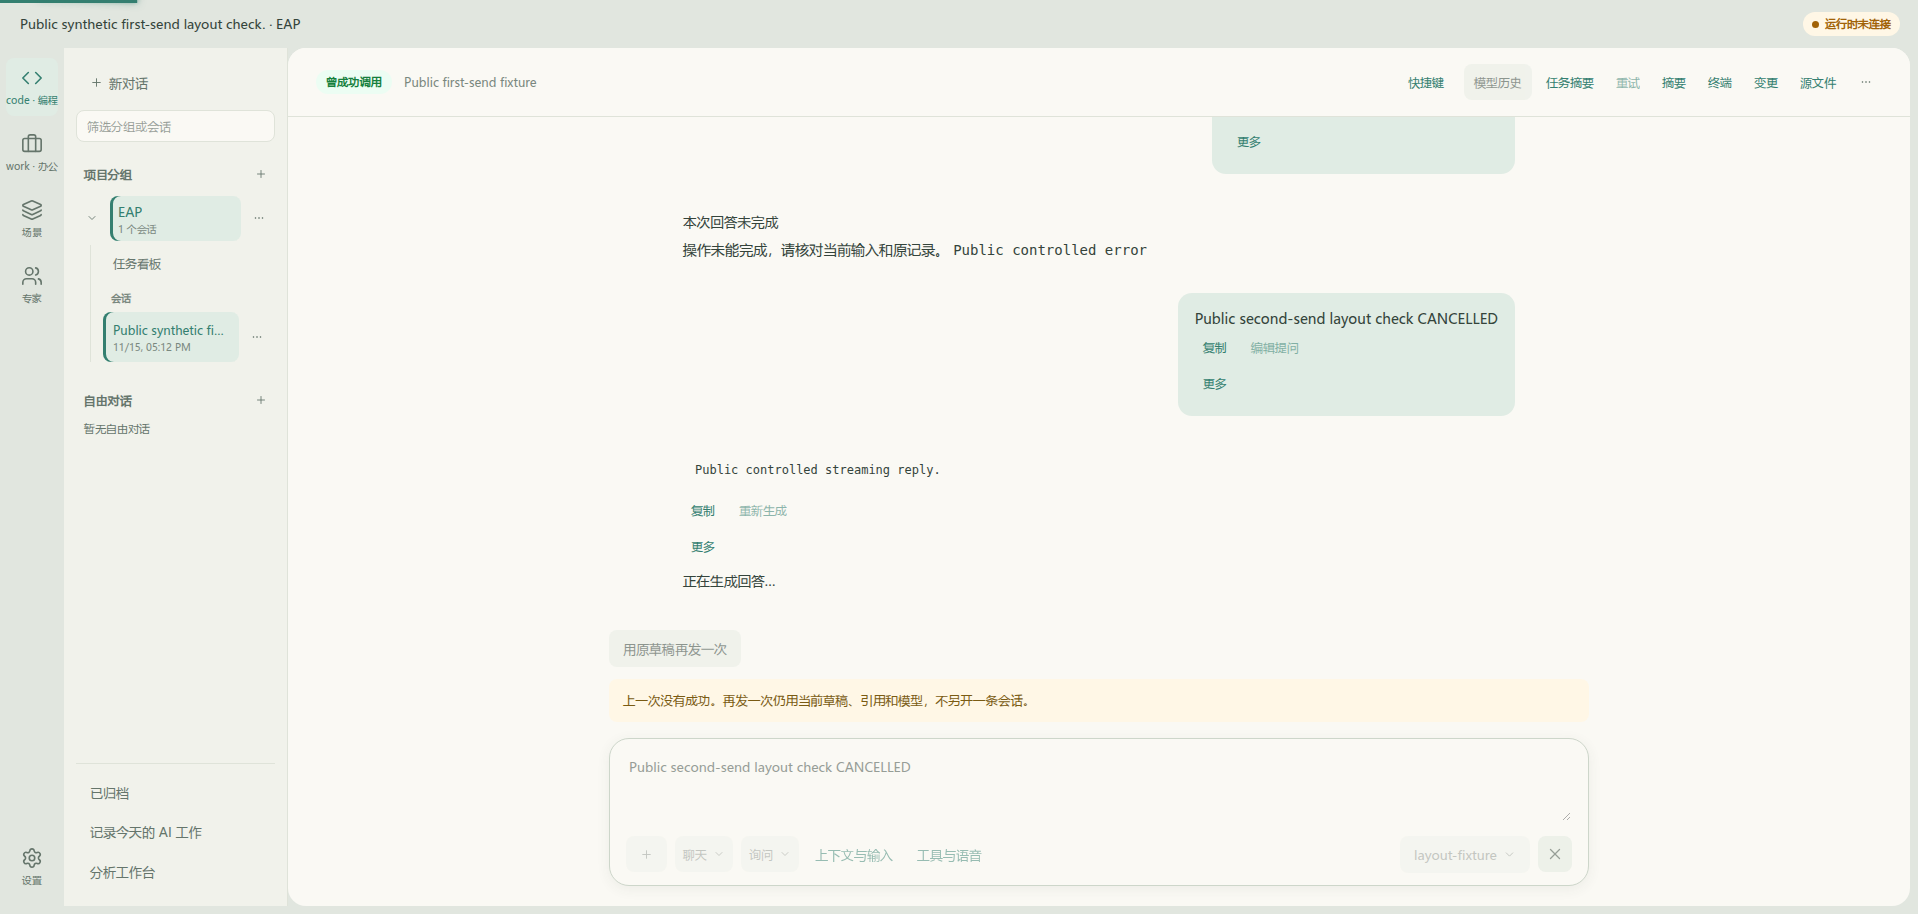 Public synthetic first-send layout check. · EAP
运行时未连接
code · 编程
work · 办公
场景
专家
设置
新对话
筛选分组或会话
项目分组
EAP
1 个会话
任务看板
会话
Public synthetic fi...
11/15, 05:12 PM
自由对话
暂无自由对话
已归档
记录今天的 AI 工作
分析工作台
曾成功调用 Public first-send fixture
快捷键 模型历史 任务摘要 重试 摘要 终端 变更 源文件 ...
更多
本次回答未完成
操作未能完成，请核对当前输入和原记录。 Public controlled error
Public second-send layout check CANCELLED
复制 编辑提问
更多
Public controlled streaming reply.
复制 重新生成
更多
正在生成回答...
用原草稿再发一次
上一次没有成功。再发一次仍用当前草稿、引用和模型，不另开一条会话。
Public second-send layout check CANCELLED
聊天 询问 上下文与输入 工具与语音 layout-fixture